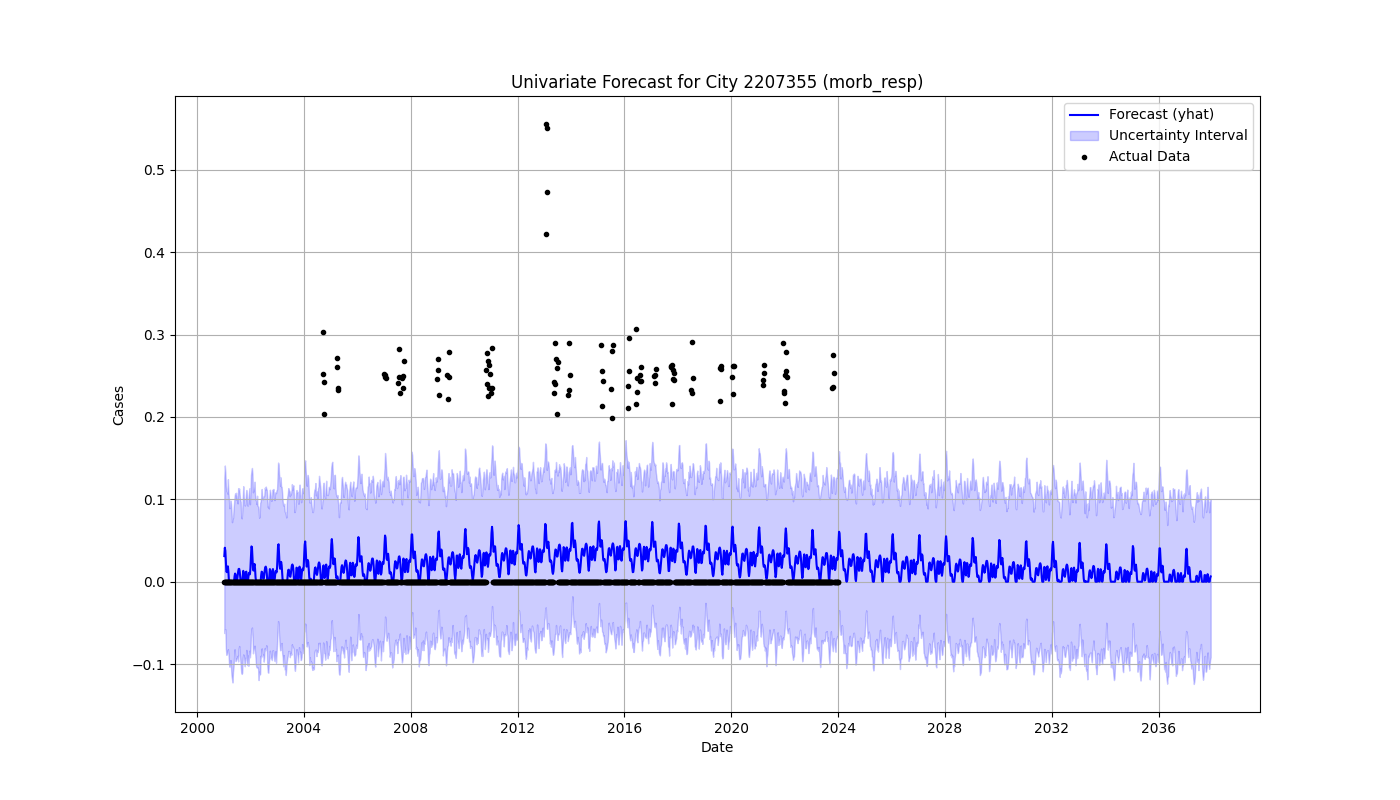 Univariate Forecast for City 2207355 (morb_resp)
Forecast (yhat)
Uncertainty Interval
Actual Data
Cases
0.5
0.4
0.3
0.2
0.1
0.0
−0.1
2000 2004 2008 2012 2016 2020 2024 2028 2032 2036
Date